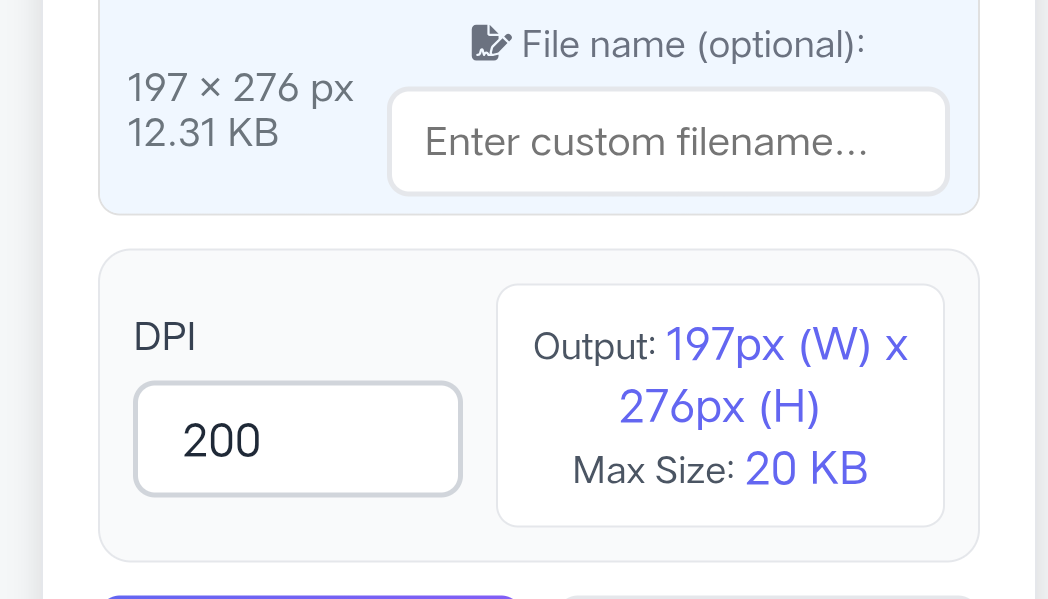 File name (optional):
197 × 276 px
12.31 KB
Enter custom filename...
DPI
200
Output: 197px (W) x
276px (H)
Max Size: 20 KB